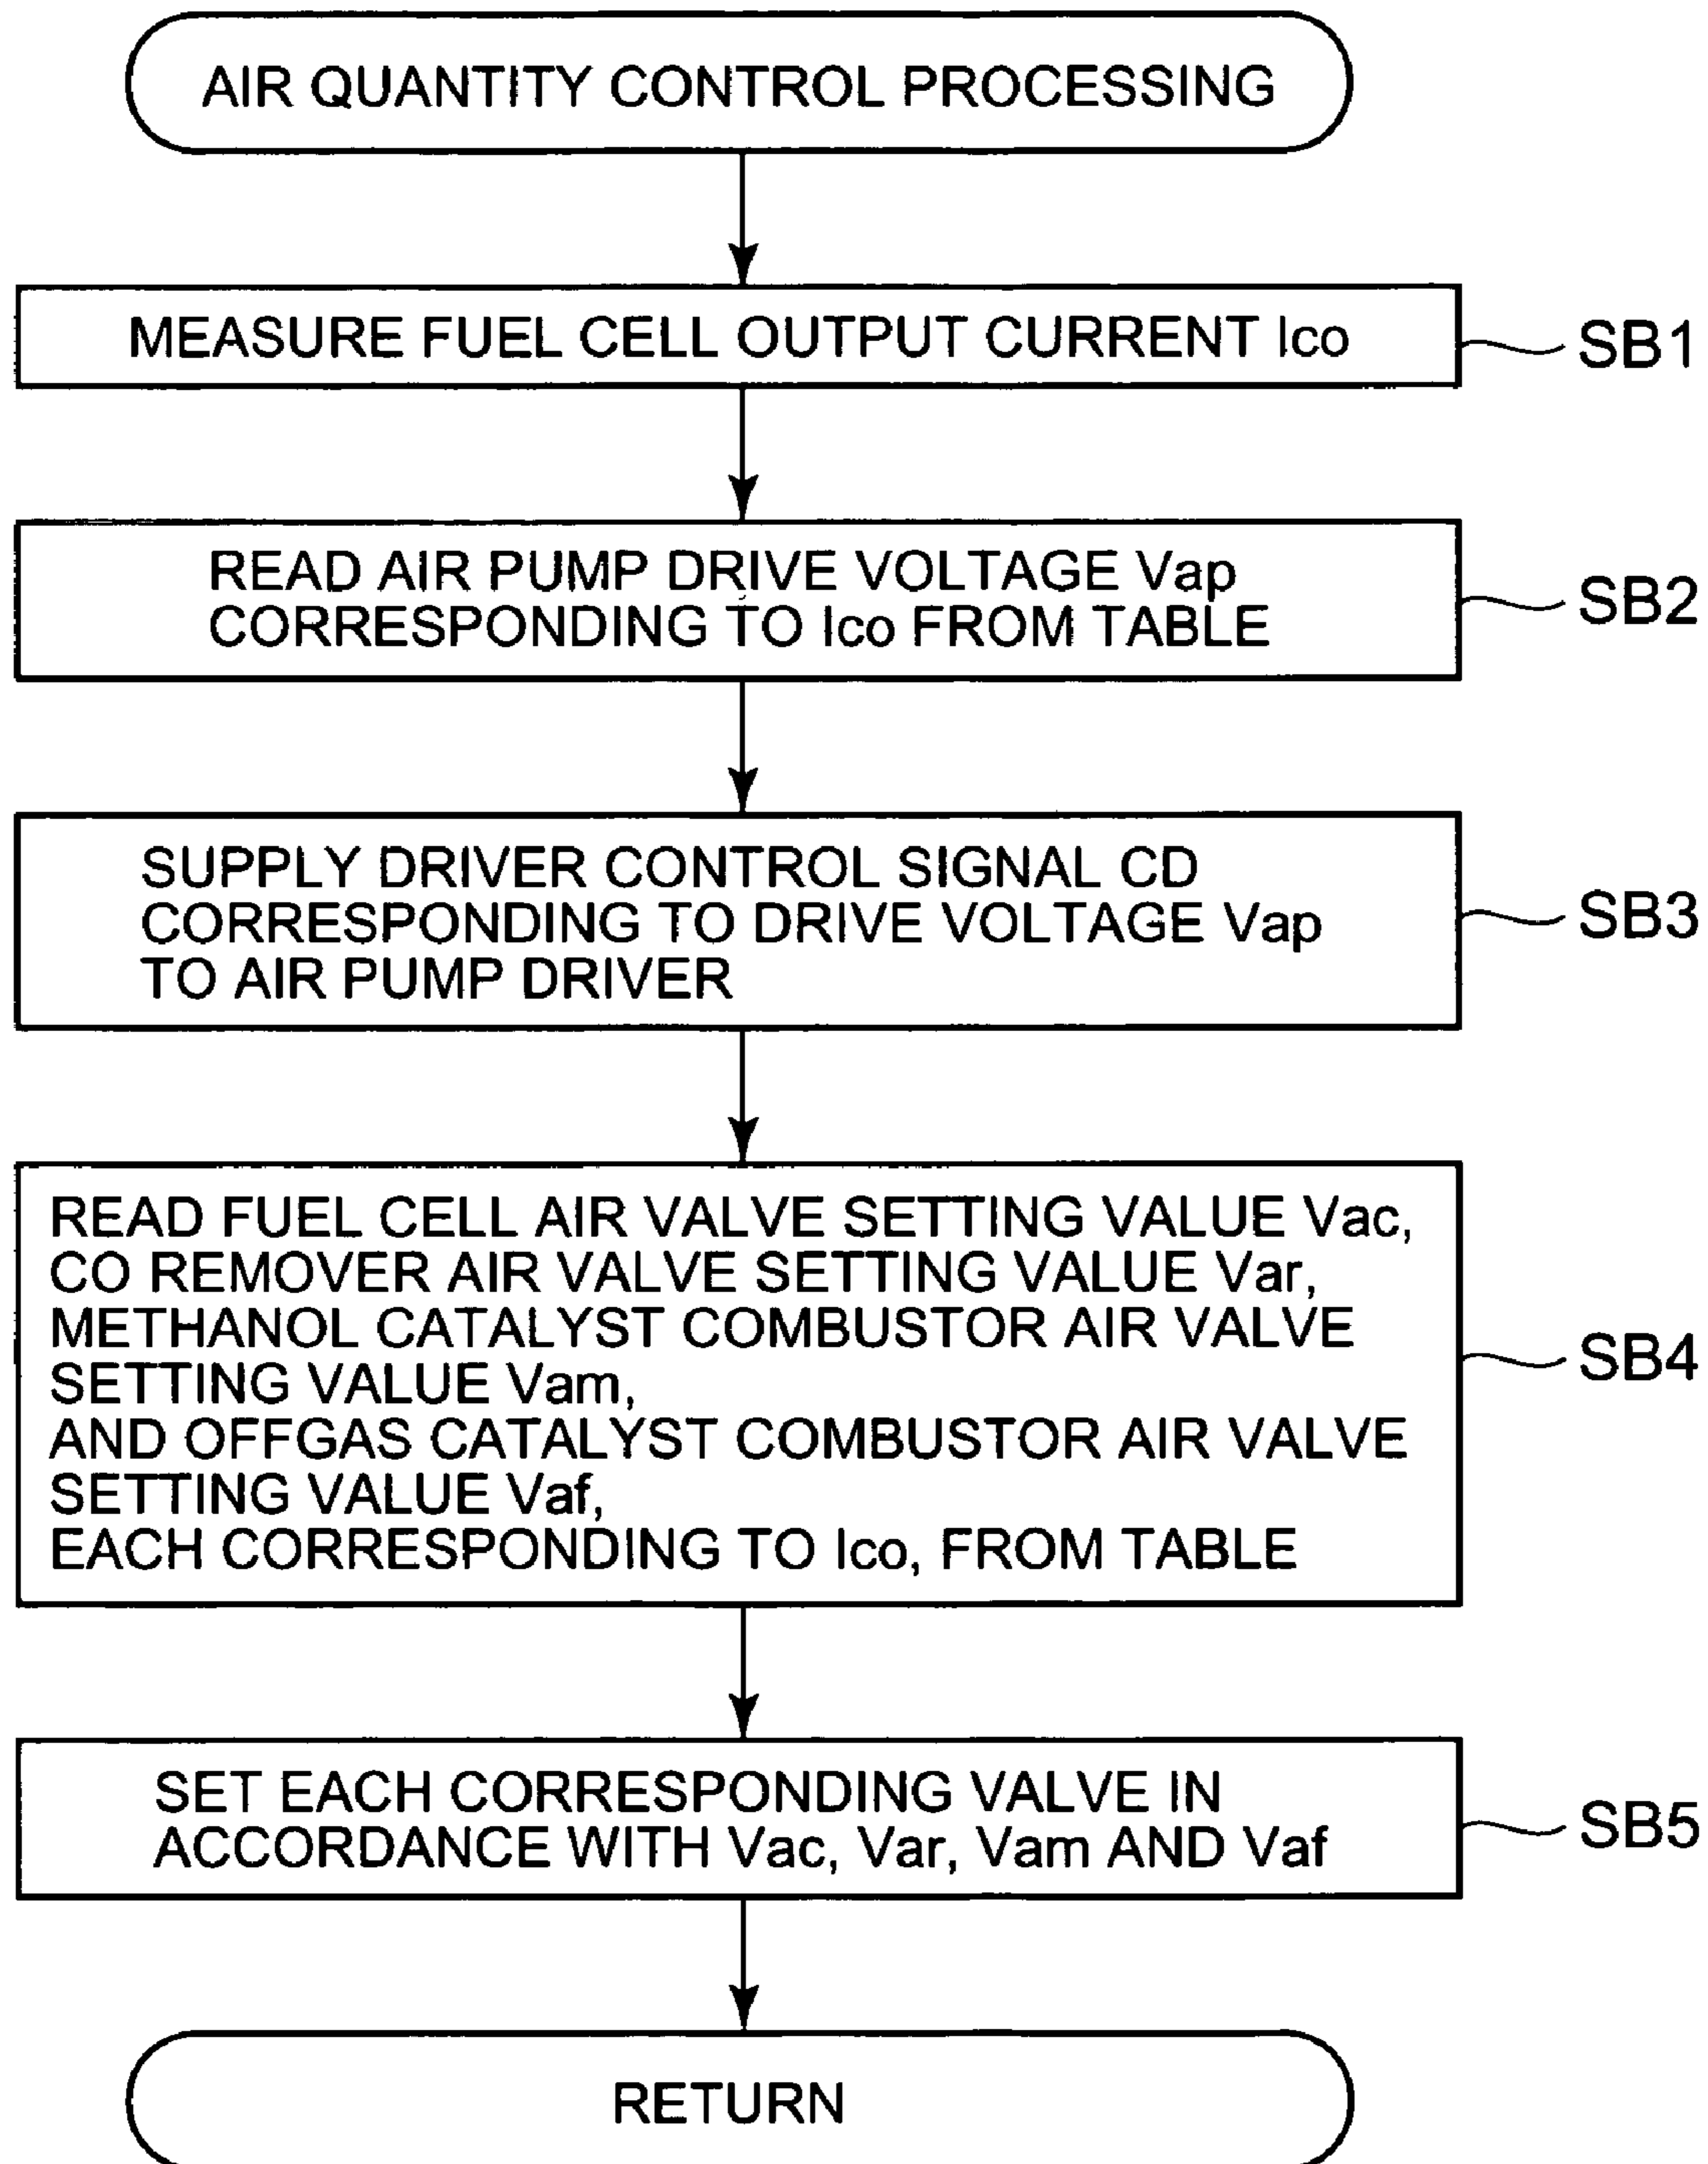 AIR QUANTITY CONTROL PROCESSING
MEASURE FUEL CELL OUTPUT CURRENT Ico
SB1
READ AIR PUMP DRIVE VOLTAGE Vap
CORRESPONDING TO Ico FROM TABLE
SB2
SUPPLY DRIVER CONTROL SIGNAL CD
CORRESPONDING TO DRIVE VOLTAGE Vap
TO AIR PUMP DRIVER
SB3
READ FUEL CELL AIR VALVE SETTING VALUE Vac,
CO REMOVER AIR VALVE SETTING VALUE Var,
METHANOL CATALYST COMBUSTOR AIR VALVE
SETTING VALUE Vam,
AND OFFGAS CATALYST COMBUSTOR AIR VALVE
SETTING VALUE Vaf,
EACH CORRESPONDING TO Ico, FROM TABLE
SB4
SET EACH CORRESPONDING VALVE IN
ACCORDANCE WITH Vac, Var, Vam AND Vaf
SB5
RETURN